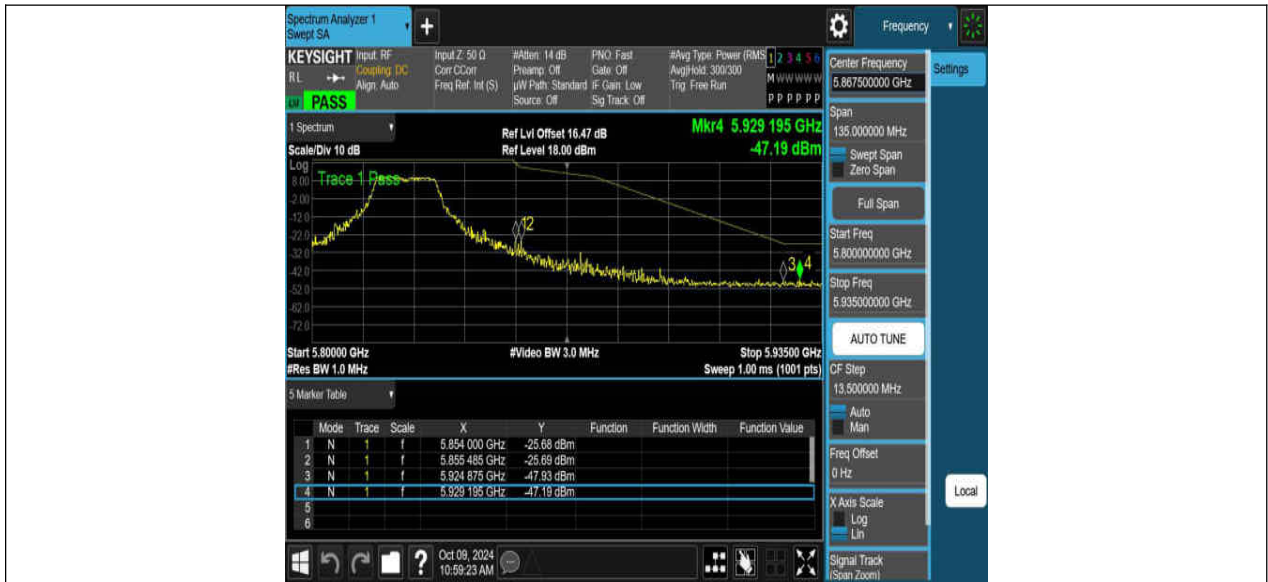 Spectrum Analyzer 1
Swept SA
+
Frequency
KEYSIGHT
RL
PASS
Input: RF
Coupling: DC
Align: Auto
Input Z: 50 Ω
Corr CCorr
Freq Ref: Int (S)
#Atten: 14 dB
Preamp: Off
µW Path: Standard
Source: Off
PNO: Fast
Gate: Off
IF Gain: Low
Sig Track: Off
#Avg Type: Power (RMS
Avg|Hold: 300/300
Trig: Free Run
1 2 3 4 5 6
M W W W W W
P P P P P P
1 Spectrum
Scale/Div 10 dB
Ref Lvl Offset 16.47 dB
Ref Level 18.00 dBm
Mkr4 5.929 195 GHz
-47.19 dBm
Log
Trace 1 Pass
8.00
-2.00
-12.0
-22.0
-32.0
-42.0
-52.0
-62.0
-72.0
1 2
3 4
Start 5.80000 GHz
#Res BW 1.0 MHz
#Video BW 3.0 MHz
Stop 5.93500 GHz
Sweep 1.00 ms (1001 pts)
5 Marker Table
Mode Trace Scale X Y Function Function Width Function Value
1 N 1 f 5.854 000 GHz -25.68 dBm
2 N 1 f 5.855 485 GHz -25.69 dBm
3 N 1 f 5.924 875 GHz -47.93 dBm
4 N 1 f 5.929 195 GHz -47.19 dBm
5
6
?
Oct 09, 2024
10:59:23 AM
Center Frequency
5.867500000 GHz
Settings
Span
135.000000 MHz
Swept Span
Zero Span
Full Span
Start Freq
5.800000000 GHz
Stop Freq
5.935000000 GHz
AUTO TUNE
CF Step
13.500000 MHz
Auto
Man
Freq Offset
0 Hz
X Axis Scale
Log
Lin
Signal Track
(Span Zoom)
Local